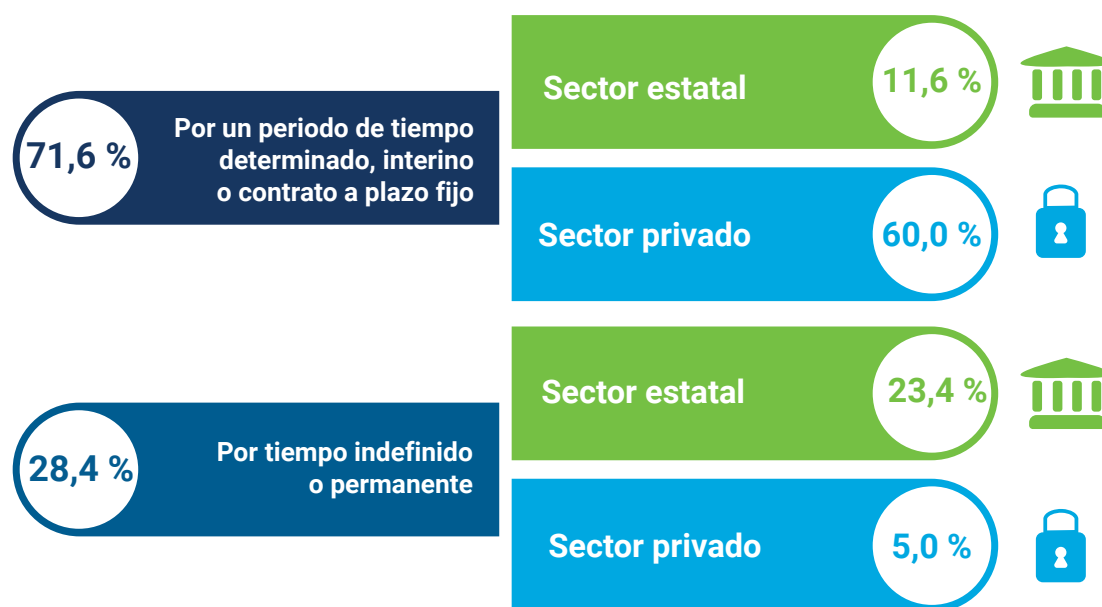 71,6 %
Por un periodo de tiempo
determinado, interino
o contrato a plazo fijo
Sector estatal
11,6 %
Sector privado
60,0 %
28,4 %
Por tiempo indefinido
o permanente
Sector estatal
23,4 %
Sector privado
5,0 %